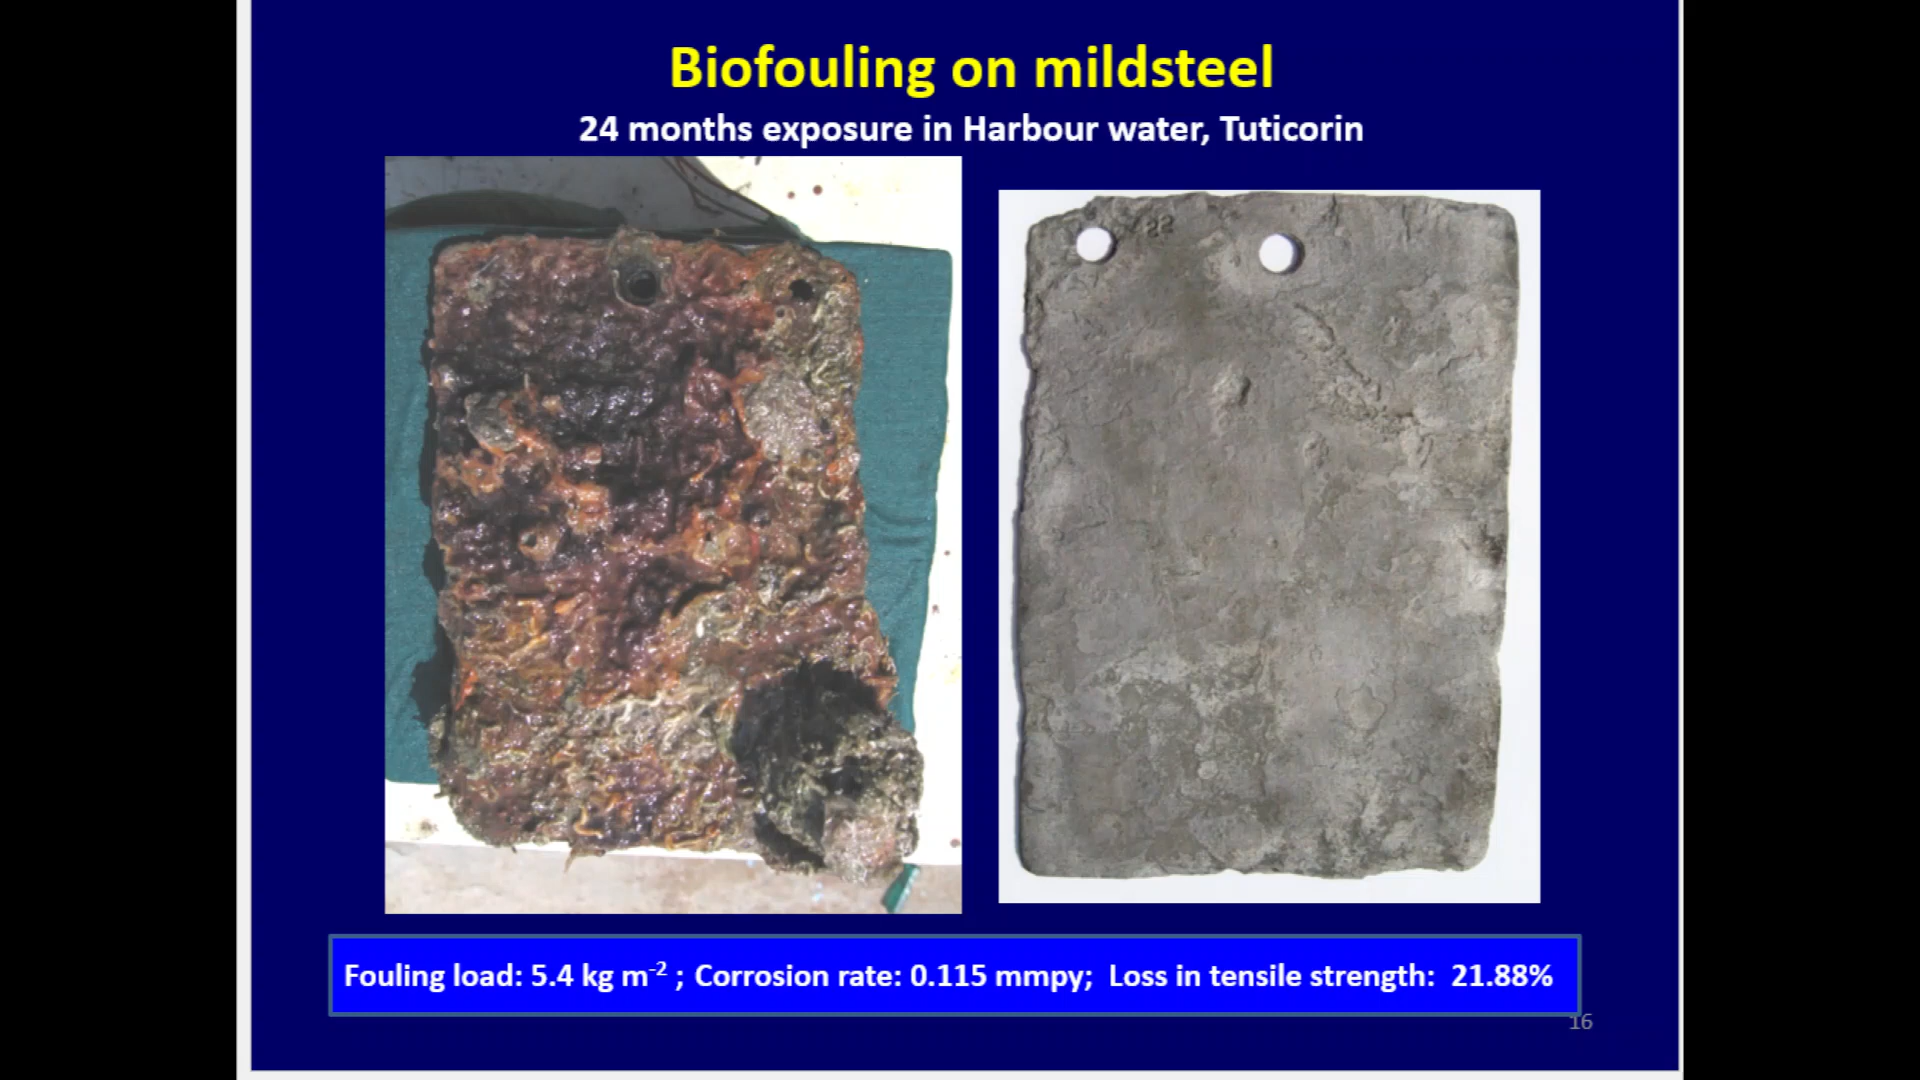 Biofouling on mildsteel
24 months exposure in Harbour water, Tuticorin
22
Fouling load: 5.4 kg m-2 ; Corrosion rate: 0.115 mmpy; Loss in tensile strength: 21.88%
16